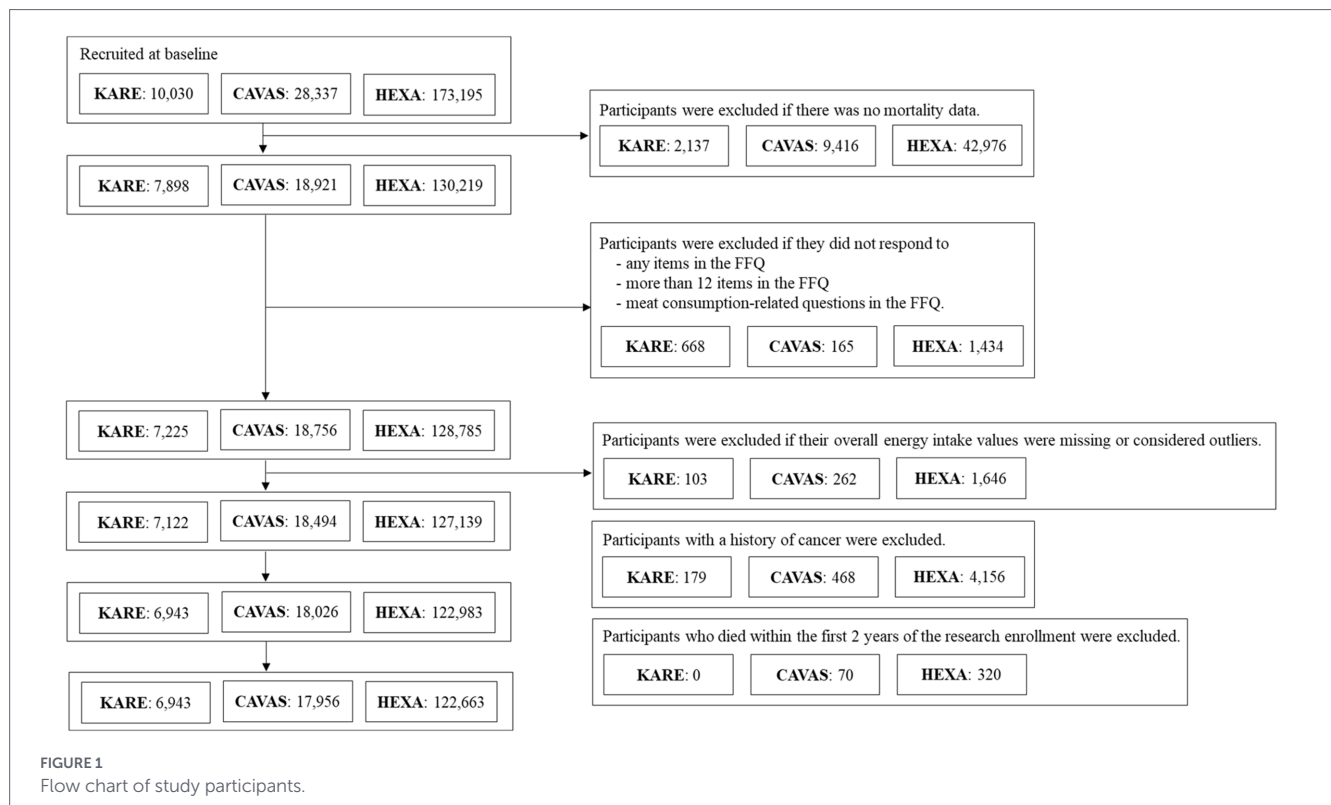 Recruited at baseline
KARE: 10,030 CAVAS: 28,337 HEXA: 173,195
Participants were excluded if there was no mortality data.
KARE: 2,137 CAVAS: 9,416 HEXA: 42,976
KARE: 7,898 CAVAS: 18,921 HEXA: 130,219
Participants were excluded if they did not respond to
- any items in the FFQ
- more than 12 items in the FFQ
- meat consumption-related questions in the FFQ.
KARE: 668 CAVAS: 165 HEXA: 1,434
KARE: 7,225 CAVAS: 18,756 HEXA: 128,785
Participants were excluded if their overall energy intake values were missing or considered outliers.
KARE: 103 CAVAS: 262 HEXA: 1,646
KARE: 7,122 CAVAS: 18,494 HEXA: 127,139
Participants with a history of cancer were excluded.
KARE: 179 CAVAS: 468 HEXA: 4,156
KARE: 6,943 CAVAS: 18,026 HEXA: 122,983
Participants who died within the first 2 years of the research enrollment were excluded.
KARE: 0 CAVAS: 70 HEXA: 320
KARE: 6,943 CAVAS: 17,956 HEXA: 122,663
FIGURE 1
Flow chart of study participants.